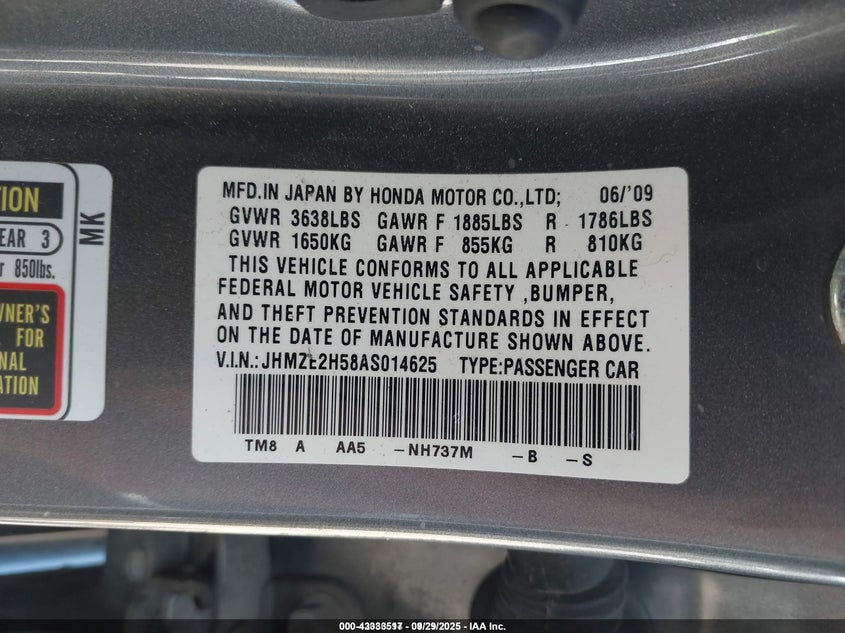 TION
EAR 3
r 850lbs.
WNER'S
FOR
NAL
ATION
MK
MFD.IN JAPAN BY HONDA MOTOR CO.,LTD; 06/'09
GVWR 3638LBS GAWR F 1885LBS R 1786LBS
GVWR 1650KG GAWR F 855KG R 810KG
THIS VEHICLE CONFORMS TO ALL APPLICABLE
FEDERAL MOTOR VEHICLE SAFETY ,BUMPER,
AND THEFT PREVENTION STANDARDS IN EFFECT
ON THE DATE OF MANUFACTURE SHOWN ABOVE.
V.I.N.:JHMZE2H58AS014625 TYPE:PASSENGER CAR
TM8 A AA5 -NH737M -B -S
- IAA Inc.